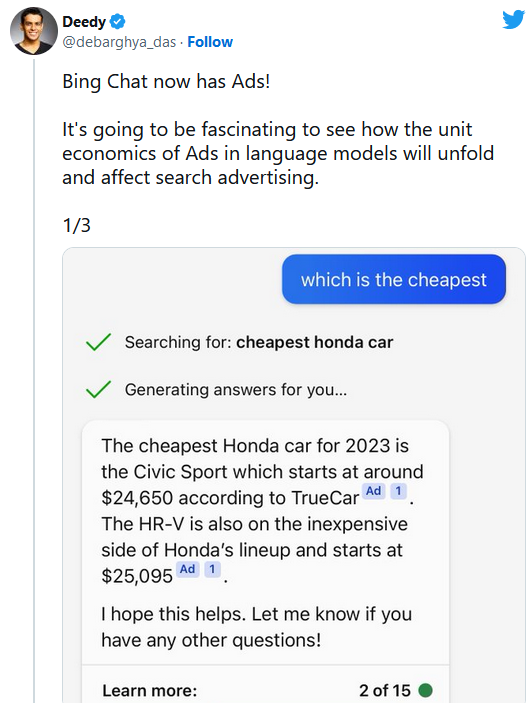 Deedy
@debarghya_das · Follow
Bing Chat now has Ads!
It's going to be fascinating to see how the unit
economics of Ads in language models will unfold
and affect search advertising.
1/3
which is the cheapest
Searching for: cheapest honda car
Generating answers for you...
The cheapest Honda car for 2023 is
the Civic Sport which starts at around
$24,650 according to TrueCar Ad 1 .
The HR-V is also on the inexpensive
side of Honda's lineup and starts at
$25,095 Ad 1 .
I hope this helps. Let me know if you
have any other questions!
Learn more: 2 of 15